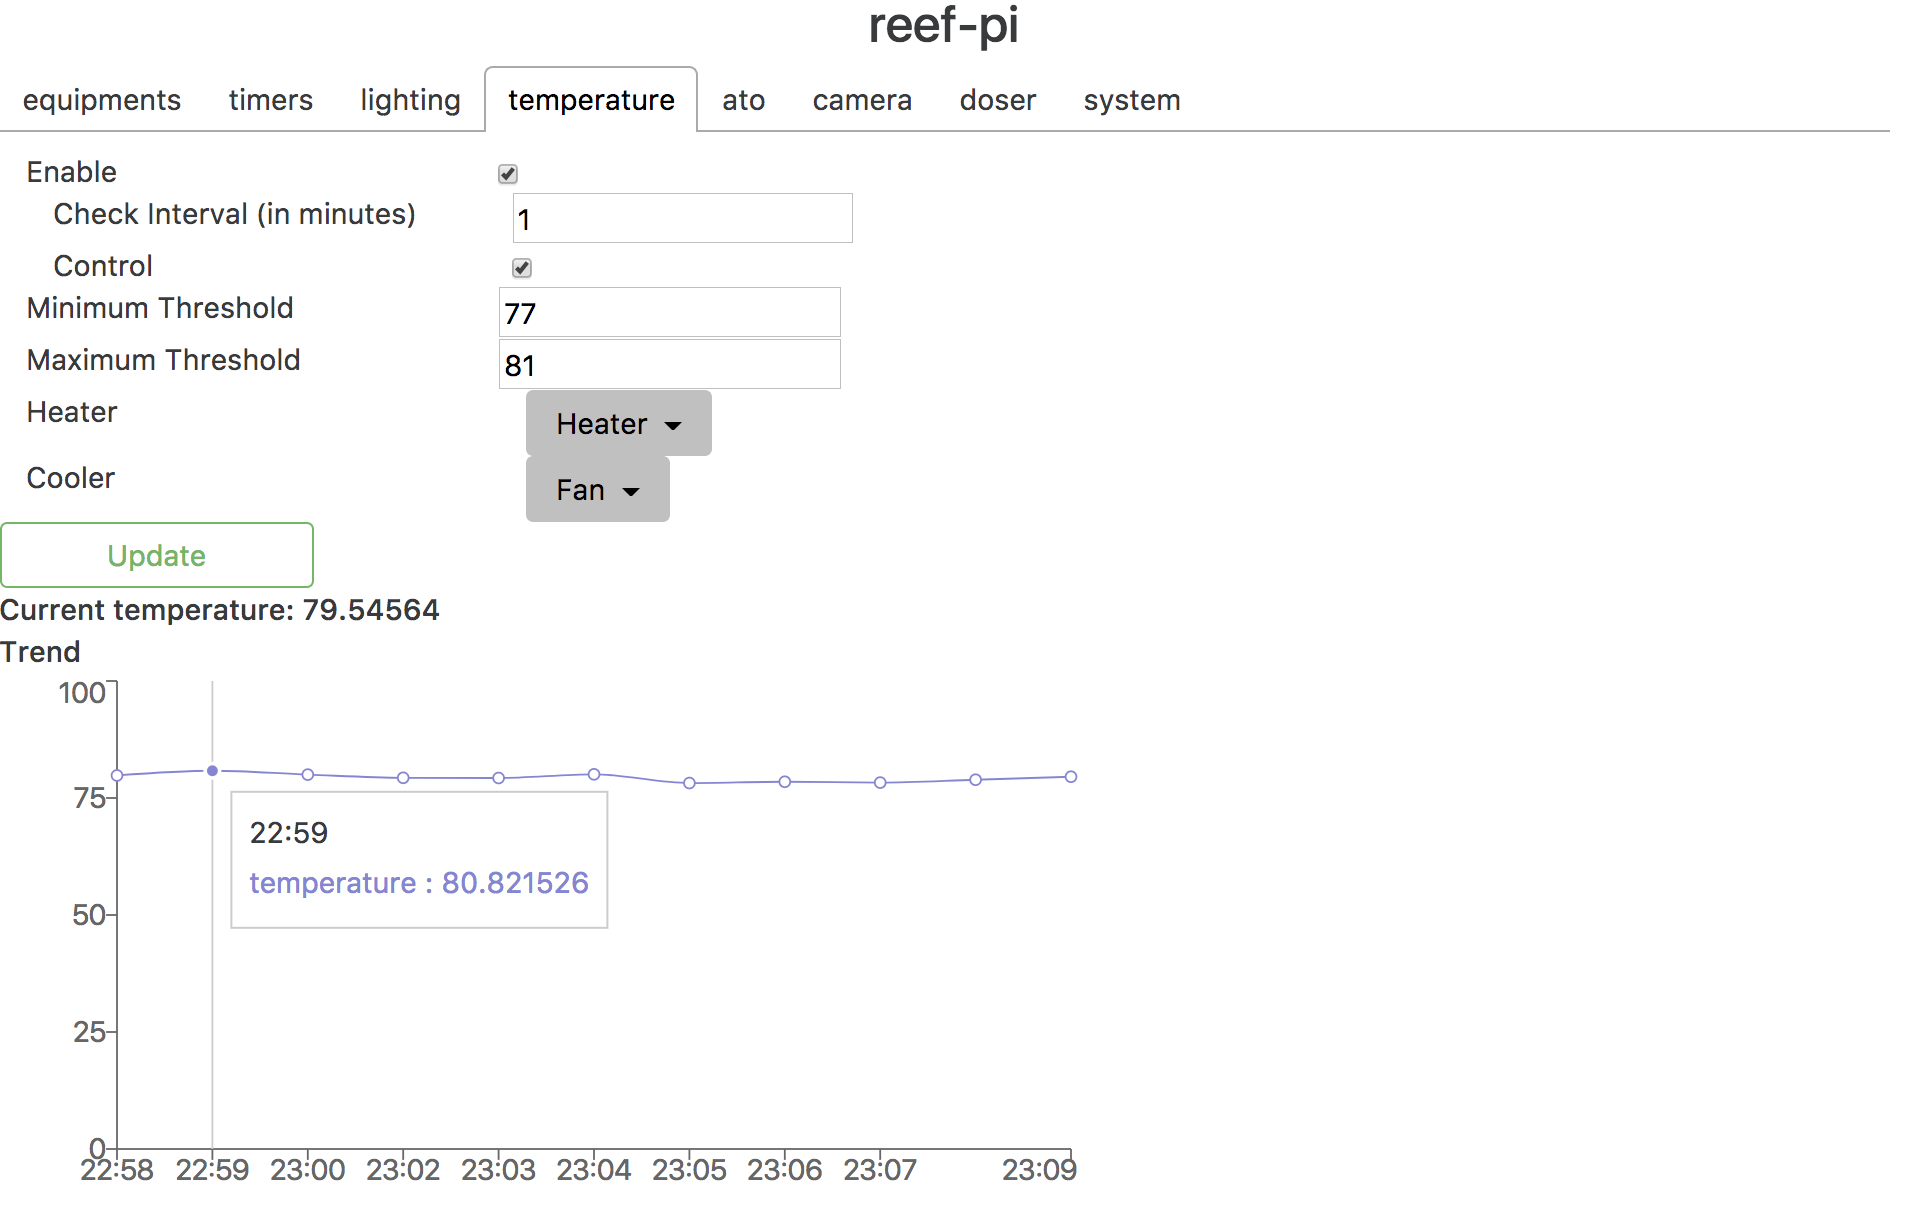 reef-pi
equipments timers lighting temperature ato camera doser system
Enable
Check Interval (in minutes) 1
Control
Minimum Threshold 77
Maximum Threshold 81
Heater Heater
Cooler Fan
Update
Current temperature: 79.54564
Trend
100
75
22:59
temperature : 80.821526
50
25
0
22:58 22:59 23:00 23:02 23:03 23:04 23:05 23:06 23:07 23:09